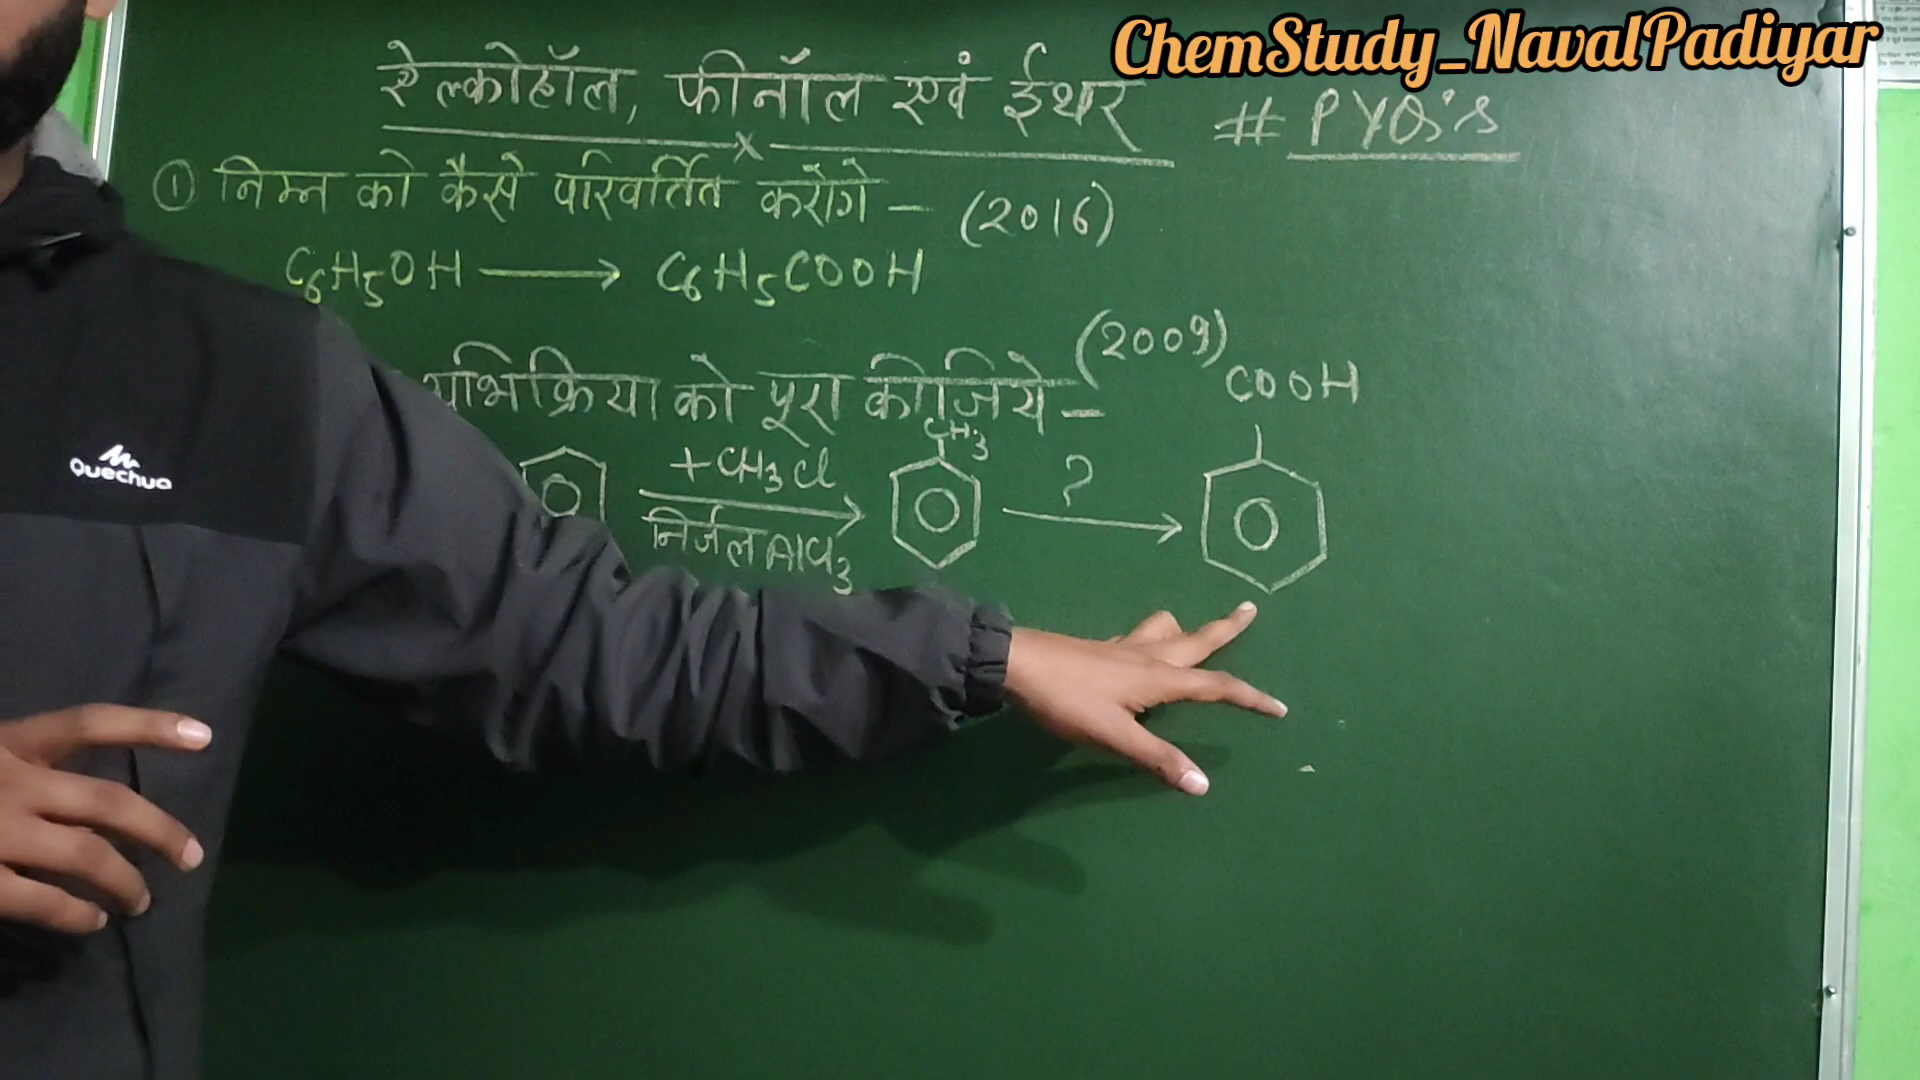 ChemStudy_NavalPadiyar
ऐल्कोहॉल, फीनॉल एवं ईथर # PYQ's
① निम्न को कैसे परिवर्तित करोगे - (2016)
C6H5OH ⟶ C6H5COOH
अभिक्रिया को पूरा कीजिये - (2009)
COOH
CH3
+CH3Cl
?
निर्जल AlCl3
Quechua